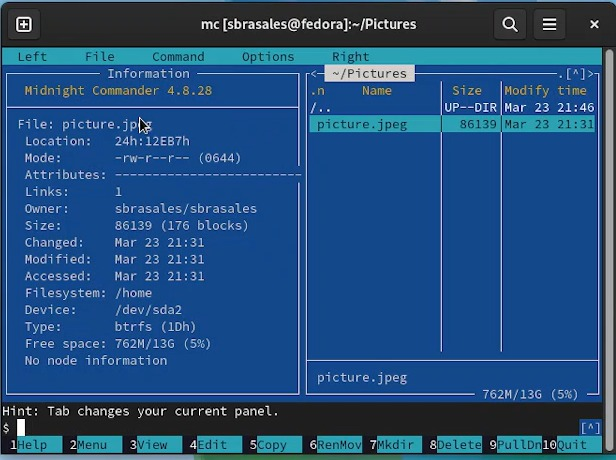 mc [sbrasales@fedora]:~/Pictures
Left File Command Options Right
Information
Midnight Commander 4.8.28
File: picture.jpeg
Location: 24h:12EB7h
Mode: -rw-r--r-- (0644)
Attributes: -------------------------
Links: 1
Owner: sbrasales/sbrasales
Size: 86139 (176 blocks)
Changed: Mar 23 21:31
Modified: Mar 23 21:31
Accessed: Mar 23 21:31
Filesystem: /home
Device: /dev/sda2
Type: btrfs (1Dh)
Free space: 762M/13G (5%)
No node information
<─ ~/Pictures .[^]>
.n Name Size Modify time
/.. UP--DIR Mar 23 21:46
picture.jpeg 86139 Mar 23 21:31
picture.jpeg
762M/13G (5%)
Hint: Tab changes your current panel.
$ [^]
1Help 2Menu 3View 4Edit 5Copy 6RenMov 7Mkdir 8Delete 9PullDn 10Quit